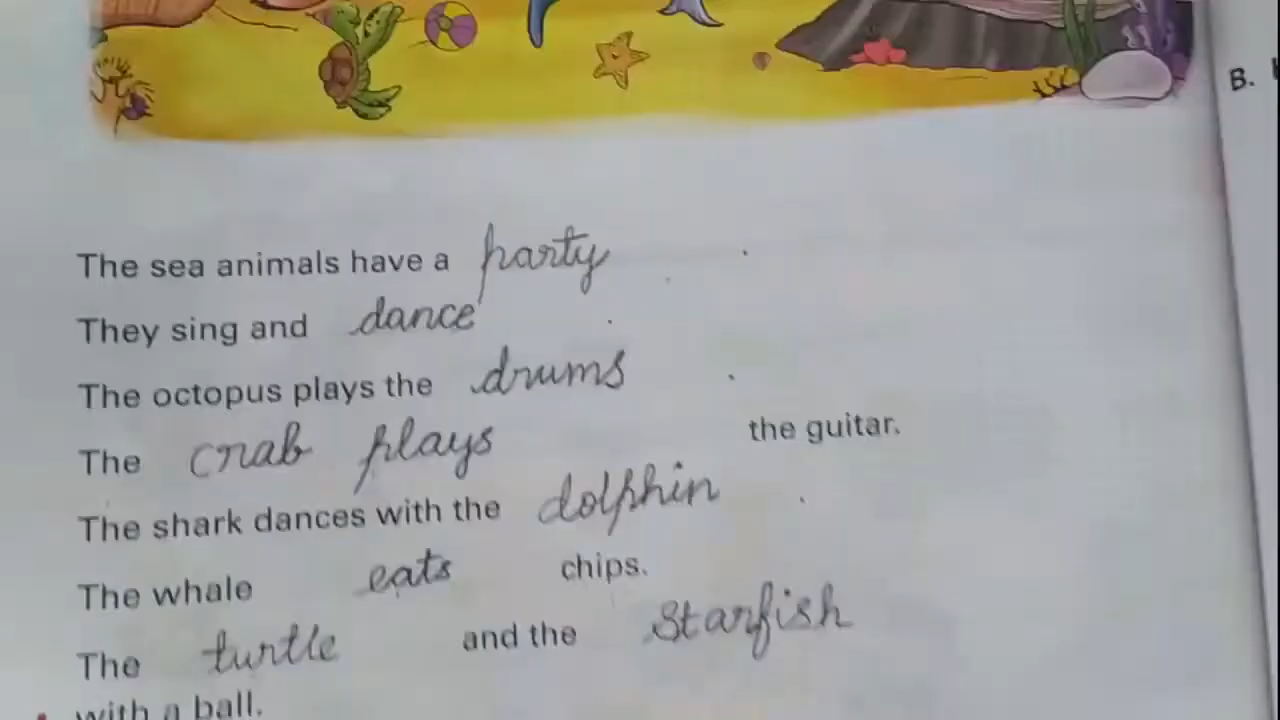 B.
The sea animals have a party .
They sing and dance .
The octopus plays the drums .
The crab plays the guitar.
The shark dances with the dolphin .
The whale eats chips.
The turtle and the Starfish
with a ball.